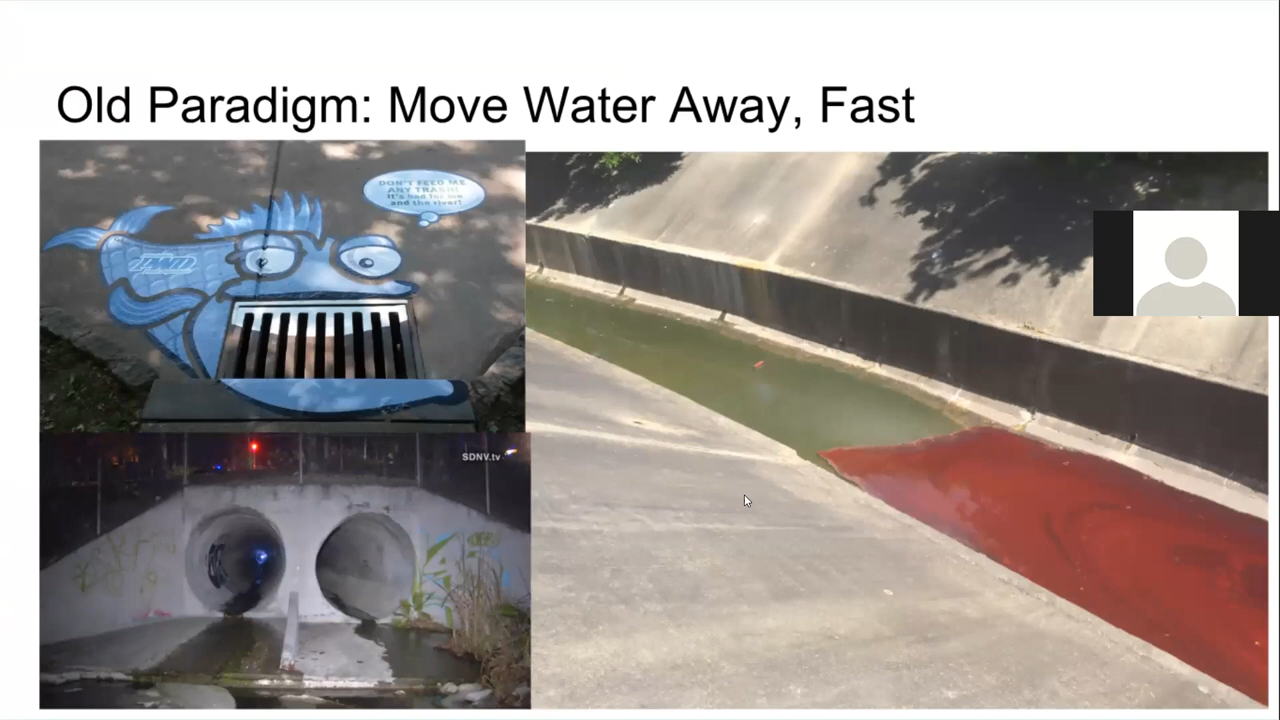 Old Paradigm: Move Water Away, Fast
DON'T FEED ME
ANY TRASH!
It's bad for me
and the river!
SDNV.tv